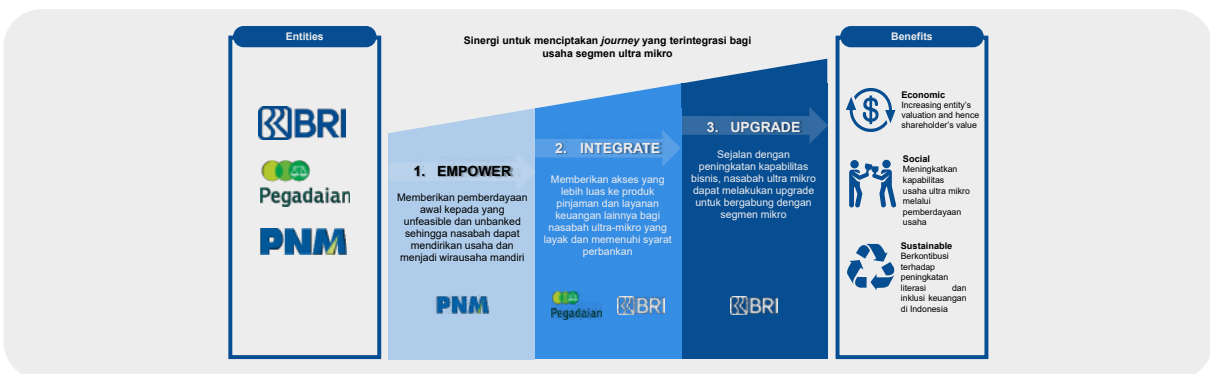 Entities
BRI
Pegadaian
PNM
Sinergi untuk menciptakan journey yang terintegrasi bagi
usaha segmen ultra mikro
1. EMPOWER
Memberikan pemberdayaan
awal kepada yang
unfeasible dan unbanked
sehingga nasabah dapat
mendirikan usaha dan
menjadi wirausaha mandiri
PNM
2. INTEGRATE
Memberikan akses yang
lebih luas ke produk
pinjaman dan layanan
keuangan lainnya bagi
nasabah ultra-mikro yang
layak dan memenuhi syarat
perbankan
Pegadaian
BRI
3. UPGRADE
Sejalan dengan
peningkatan kapabilitas
bisnis, nasabah ultra mikro
dapat melakukan upgrade
untuk bergabung dengan
segmen mikro
BRI
Benefits
Economic
Increasing entity's
valuation and hence
shareholder's value
Social
Meningkatkan
kapabilitas
usaha ultra mikro
melalui
pemberdayaan
usaha
Sustainable
Berkontibusi
terhadap
peningkatan
literasi dan
inklusi keuangan
di Indonesia